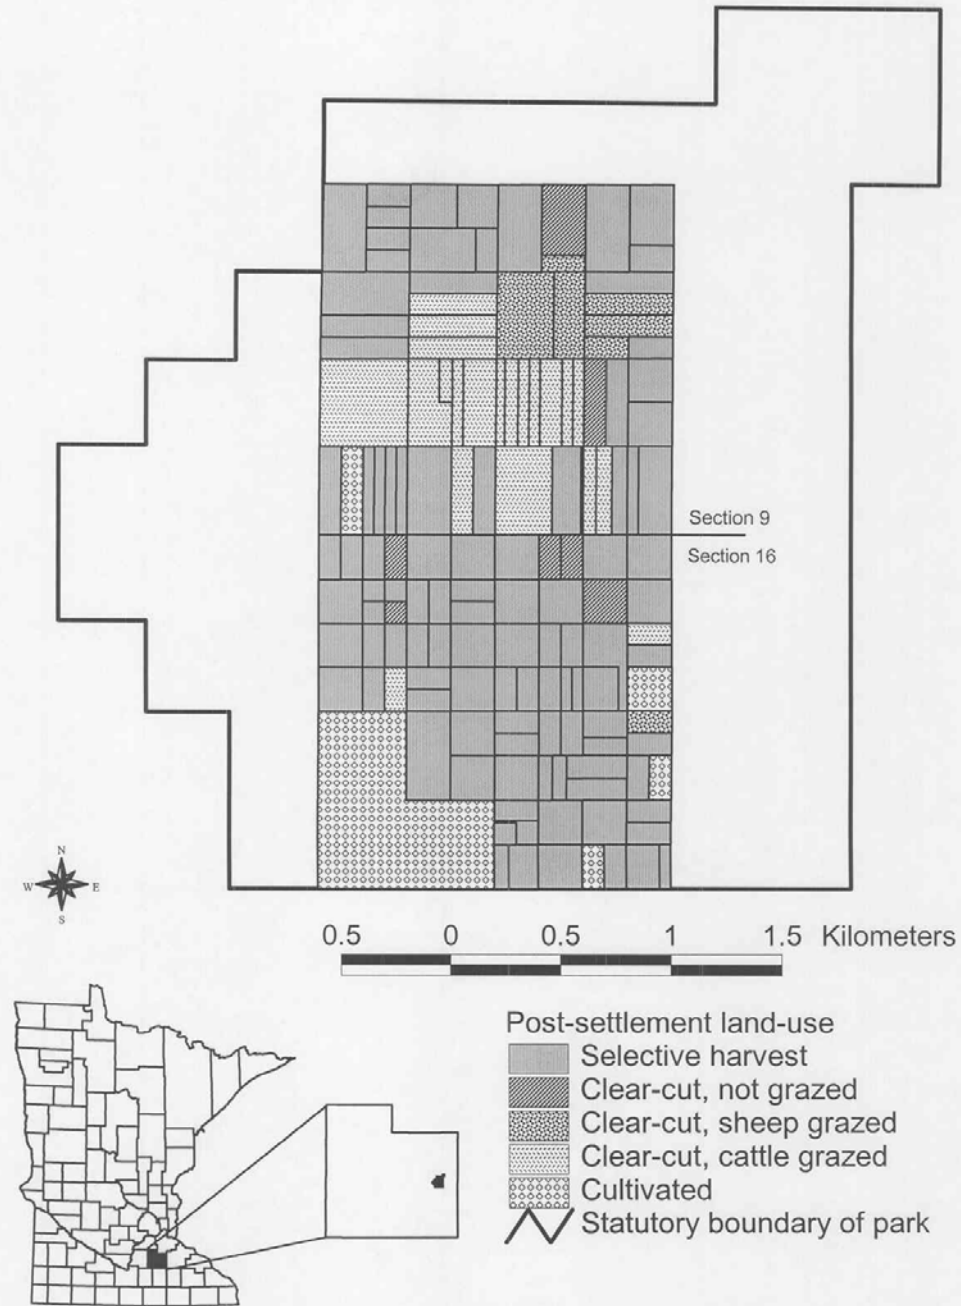 Section 9
Section 16
N
W E
S
0.5 0 0.5 1 1.5 Kilometers
Post-settlement land-use
Selective harvest
Clear-cut, not grazed
Clear-cut, sheep grazed
Clear-cut, cattle grazed
Cultivated
Statutory boundary of park